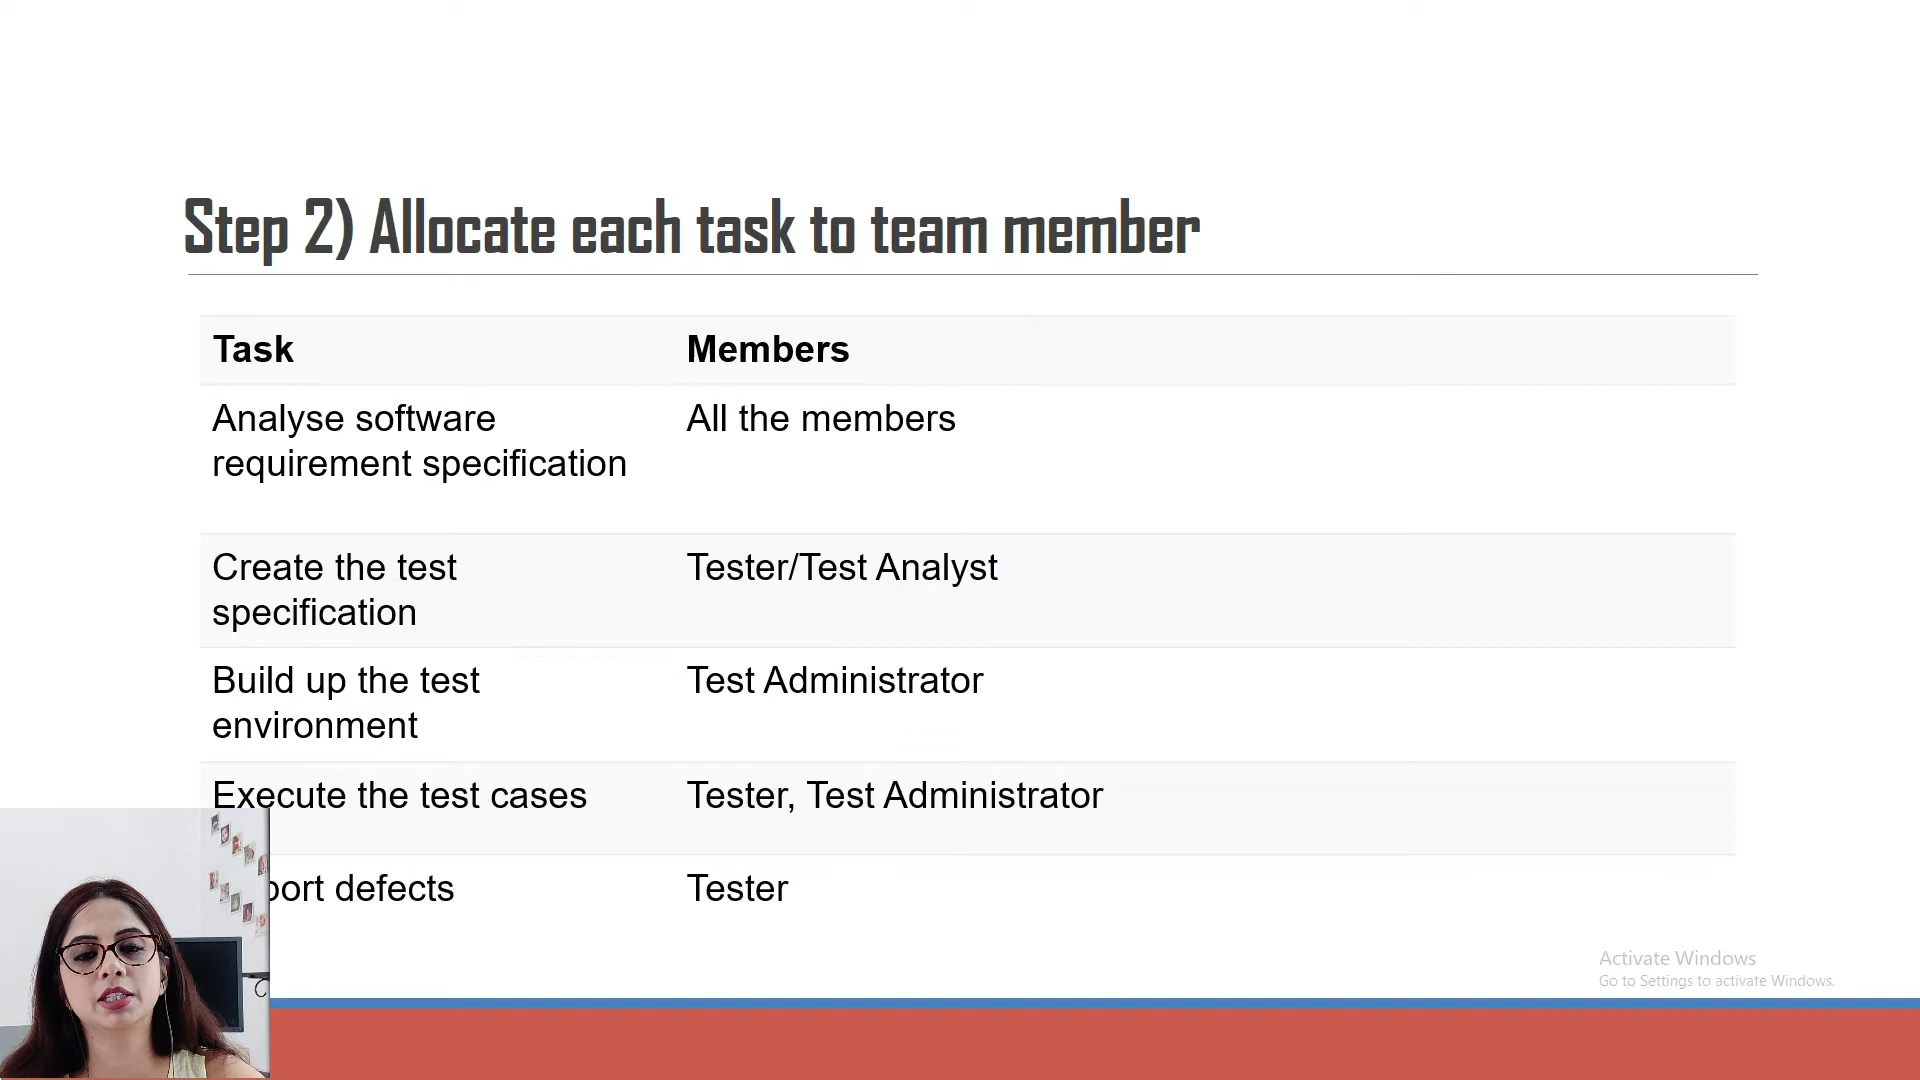 Step 2) Allocate each task to team member
Task Members
Analyse software All the members
requirement specification
Create the test Tester/Test Analyst
specification
Build up the test Test Administrator
environment
Execute the test cases Tester, Test Administrator
defects Tester
Activate Windows
Go to Settings to activate Windows.